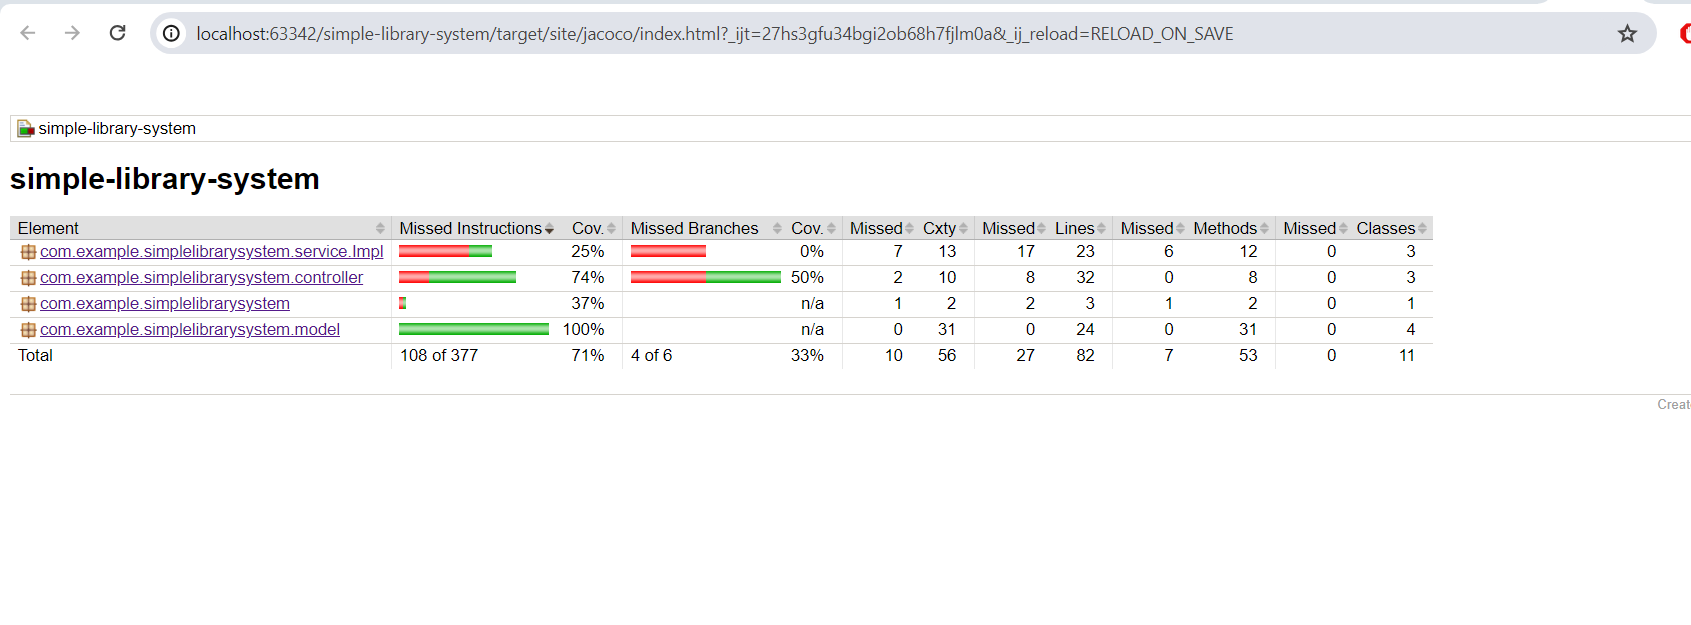 localhost:63342/simple-library-system/target/site/jacoco/index.html?_ijt=27hs3gfu34bgi2ob68h7fjlm0a&_ij_reload=RELOAD_ON_SAVE
simple-library-system
simple-library-system
Element Missed Instructions Cov. Missed Branches Cov. Missed Cxty Missed Lines Missed Methods Missed Classes
com.example.simplelibrarysystem.service.Impl 25% 0% 7 13 17 23 6 12 0 3
com.example.simplelibrarysystem.controller 74% 50% 2 10 8 32 0 8 0 3
com.example.simplelibrarysystem 37% n/a 1 2 2 3 1 2 0 1
com.example.simplelibrarysystem.model 100% n/a 0 31 0 24 0 31 0 4
Total 108 of 377 71% 4 of 6 33% 10 56 27 82 7 53 0 11
Creat